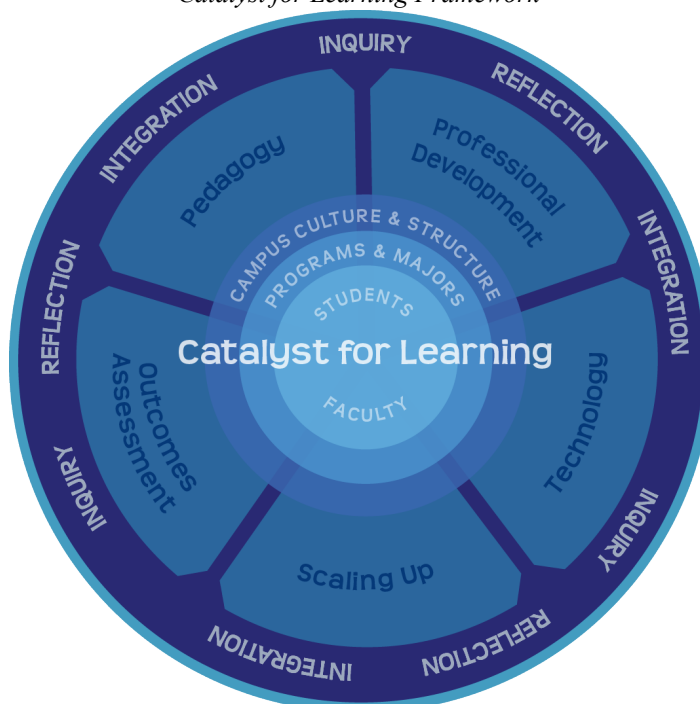 Catalyst for Learning Framework
INQUIRY
REFLECTION
INTEGRATION
INQUIRY
REFLECTION
INTEGRATION
INQUIRY
REFLECTION
INTEGRATION
Pedagogy
Professional
Development
Technology
Scaling Up
Outcomes
Assessment
CAMPUS CULTURE & STRUCTURE
PROGRAMS & MAJORS
STUDENTS
Catalyst for Learning
FACULTY